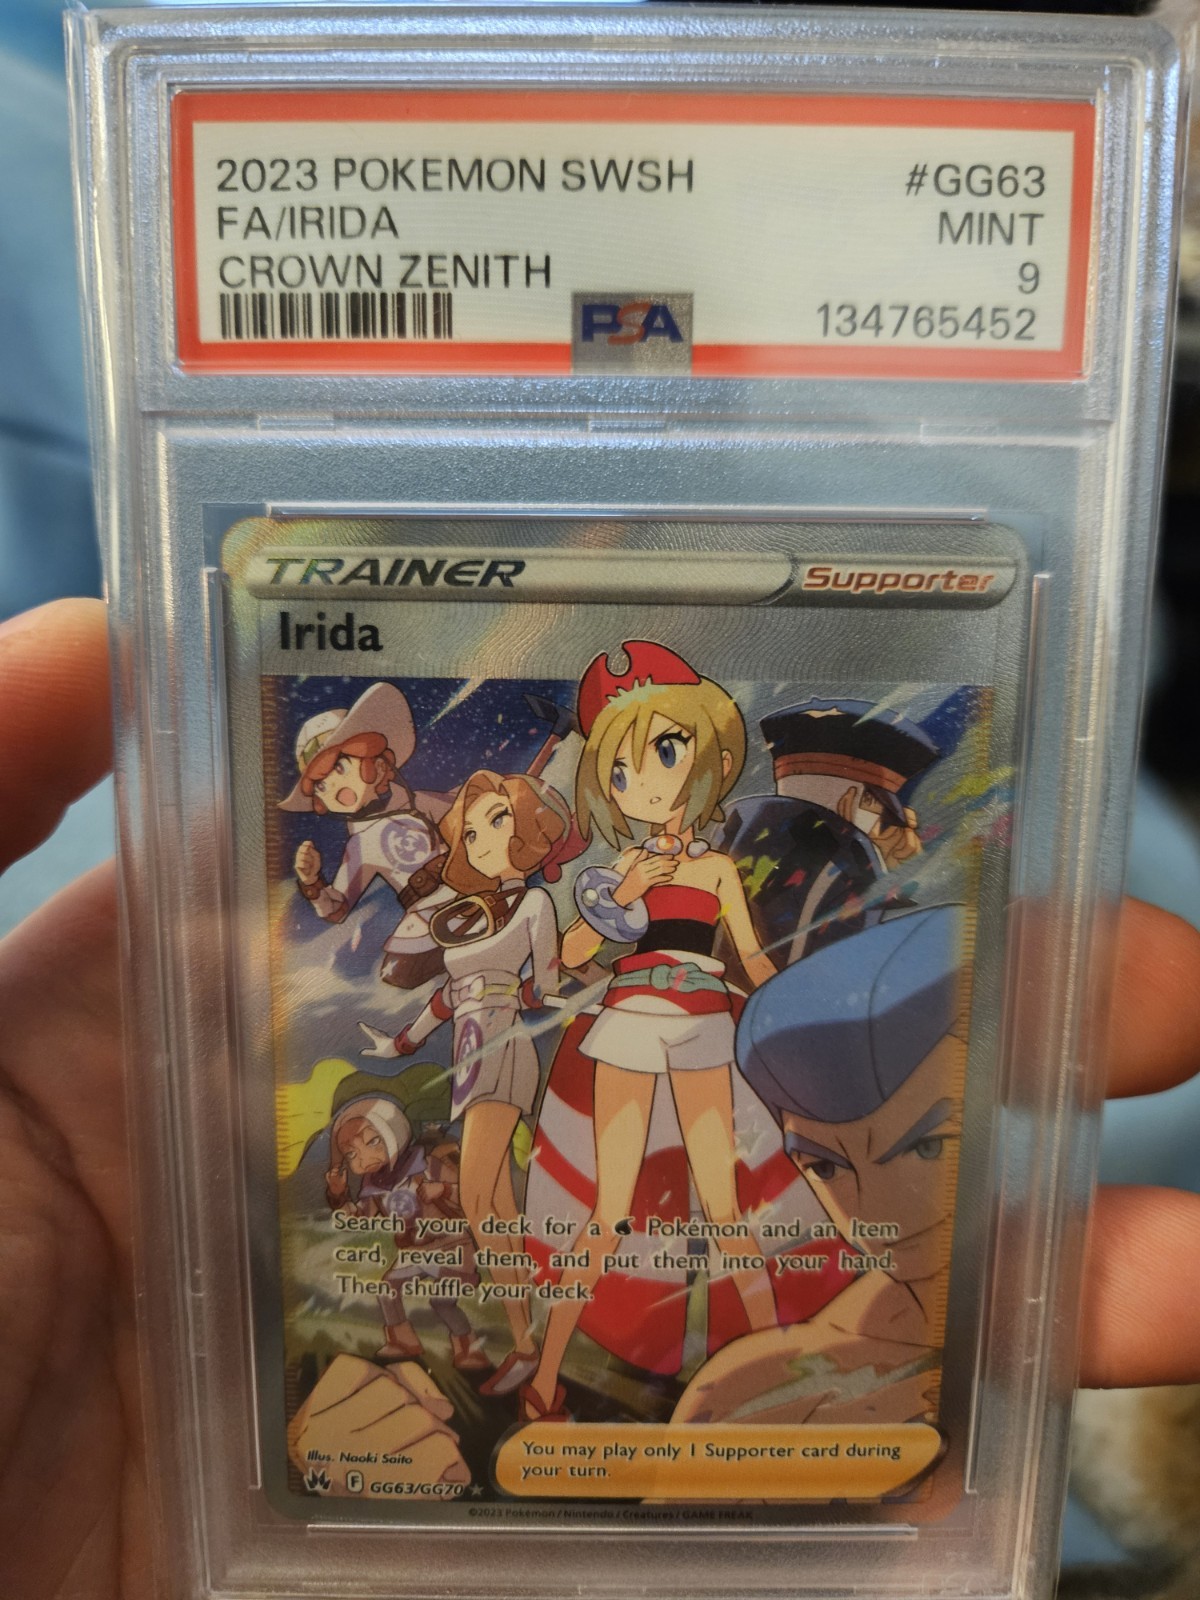 2023 POKEMON SWSH #GG63
FA/IRIDA MINT
CROWN ZENITH 9
PSA 134765452
TRAINER Supporter
Irida
Search your deck for a Pokémon and an Item
card, reveal them, and put them into your hand.
Then, shuffle your deck.
You may play only 1 Supporter card during
your turn.
Illus. Naoki Saito
F GG63/GG70
©2023 Pokémon / Nintendo / Creatures / GAME FREAK